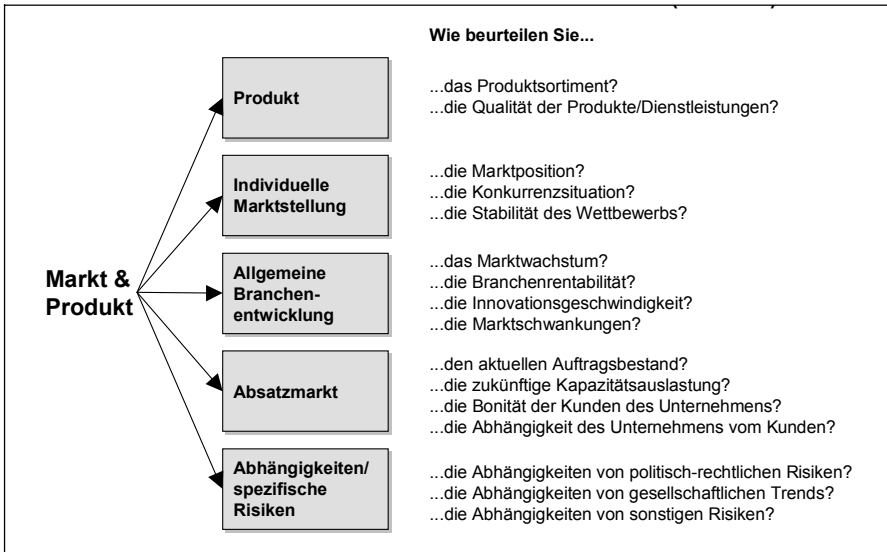 Wie beurteilen Sie...
Produkt
...das Produktsortiment?
...die Qualität der Produkte/Dienstleistungen?
Individuelle
Marktstellung
...die Marktposition?
...die Konkurrenzsituation?
...die Stabilität des Wettbewerbs?
Markt &
Produkt
Allgemeine
Branchen-
entwicklung
...das Marktwachstum?
...die Branchenrentabilität?
...die Innovationsgeschwindigkeit?
...die Marktschwankungen?
Absatzmarkt
...den aktuellen Auftragsbestand?
...die zukünftige Kapazitätsauslastung?
...die Bonität der Kunden des Unternehmens?
...die Abhängigkeit des Unternehmens vom Kunden?
Abhängigkeiten/
spezifische
Risiken
...die Abhängigkeiten von politisch-rechtlichen Risiken?
...die Abhängigkeiten von gesellschaftlichen Trends?
...die Abhängigkeiten von sonstigen Risiken?